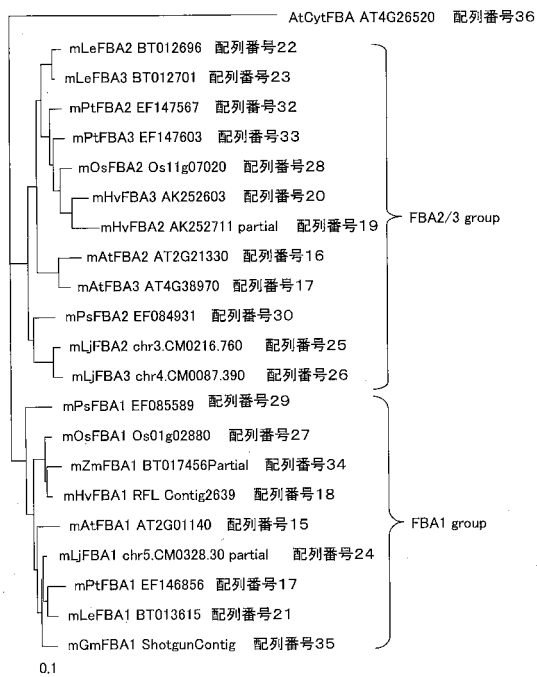 AtCytFBA AT4G26520 配列番号36
mLeFBA2 BT012696 配列番号22
mLeFBA3 BT012701 配列番号23
mPtFBA2 EF147567 配列番号32
mPtFBA3 EF147603 配列番号33
mOsFBA2 Os11g07020 配列番号28
mHvFBA3 AK252603 配列番号20
mHvFBA2 AK252711 partial 配列番号19
FBA2/3 group
mAtFBA2 AT2G21330 配列番号16
mAtFBA3 AT4G38970 配列番号17
mPsFBA2 EF084931 配列番号30
mLjFBA2 chr3.CM0216.760 配列番号25
mLjFBA3 chr4.CM0087.390 配列番号26
mPsFBA1 EF085589 配列番号29
mOsFBA1 Os01g02880 配列番号27
mZmFBA1 BT017456Partial 配列番号34
mHvFBA1 RFL Contig2639 配列番号18
mAtFBA1 AT2G01140 配列番号15
FBA1 group
mLjFBA1 chr5.CM0328.30 partial 配列番号24
mPtFBA1 EF146856 配列番号17
mLeFBA1 BT013615 配列番号21
mGmFBA1 ShotgunContig 配列番号35
0.1